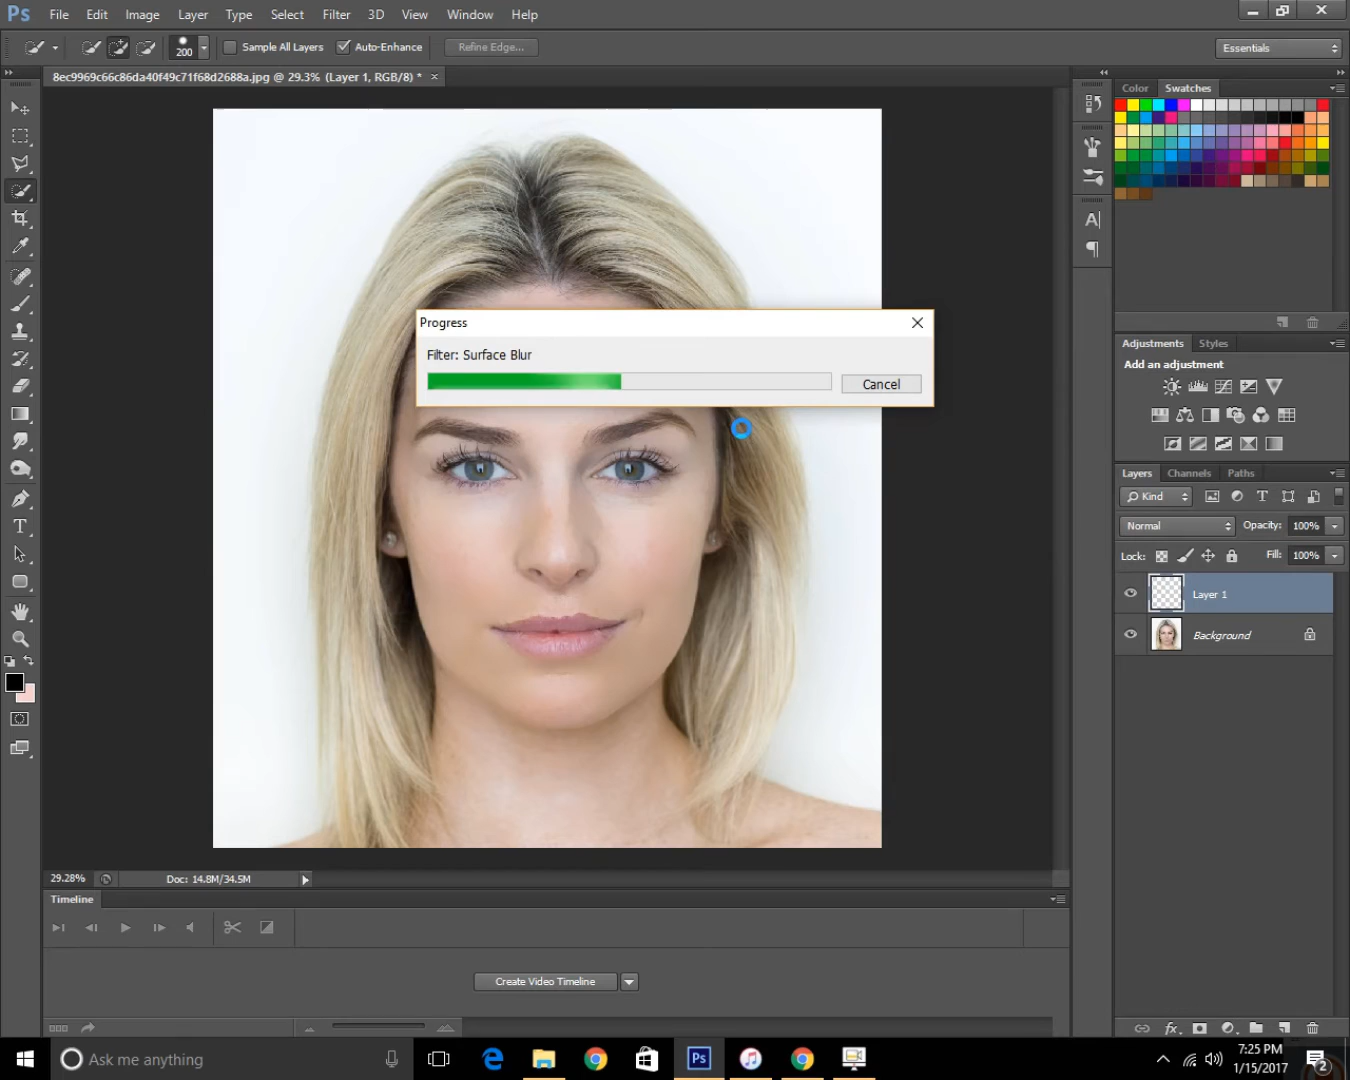 Ps File Edit Image Layer Type Select Filter 3D View Window Help
200 Sample All Layers Auto-Enhance Refine Edge... Essentials
8ec9969c66c86da40f49c71f68d2688a.jpg @ 29.3% (Layer 1, RGB/8) * ×
Color Swatches
Progress
Filter: Surface Blur
Cancel
Adjustments Styles
Add an adjustment
Layers Channels Paths
Kind
Normal Opacity: 100%
Lock: Fill: 100%
Layer 1
Background
29.28% Doc: 14.8M/34.5M
Timeline
Create Video Timeline
Ask me anything
Ps
7:25 PM
1/15/2017
2